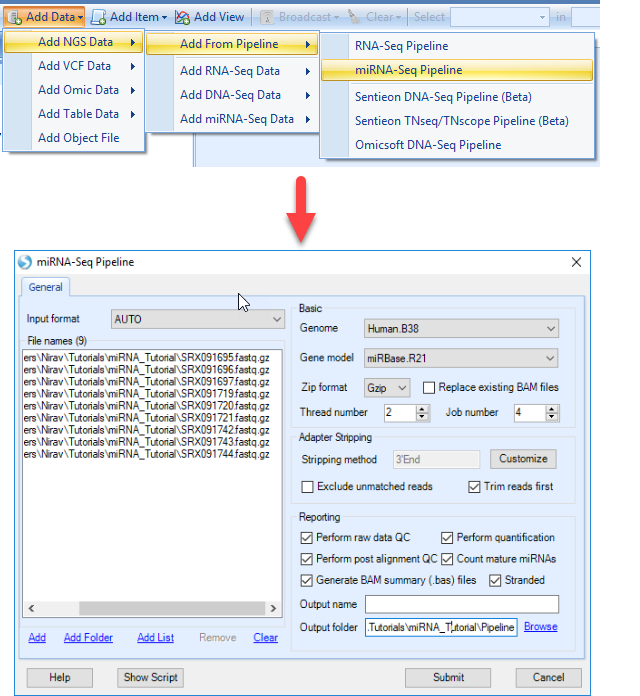 Add Data Add Item Add View Broadcast Clear Select in
Add NGS Data
Add VCF Data
Add Omic Data
Add Table Data
Add Object File
Add From Pipeline
Add RNA-Seq Data
Add DNA-Seq Data
Add miRNA-Seq Data
RNA-Seq Pipeline
miRNA-Seq Pipeline
Sentieon DNA-Seq Pipeline (Beta)
Sentieon TNseq/TNscope Pipeline (Beta)
Omicsoft DNA-Seq Pipeline
miRNA-Seq Pipeline
General
Input format AUTO
File names (9)
ers\Nirav\Tutorials\miRNA_Tutorial\SRX091695.fastq.gz
ers\Nirav\Tutorials\miRNA_Tutorial\SRX091696.fastq.gz
ers\Nirav\Tutorials\miRNA_Tutorial\SRX091697.fastq.gz
ers\Nirav\Tutorials\miRNA_Tutorial\SRX091719.fastq.gz
ers\Nirav\Tutorials\miRNA_Tutorial\SRX091720.fastq.gz
ers\Nirav\Tutorials\miRNA_Tutorial\SRX091721.fastq.gz
ers\Nirav\Tutorials\miRNA_Tutorial\SRX091742.fastq.gz
ers\Nirav\Tutorials\miRNA_Tutorial\SRX091743.fastq.gz
ers\Nirav\Tutorials\miRNA_Tutorial\SRX091744.fastq.gz
Add Add Folder Add List Remove Clear
Basic
Genome Human.B38
Gene model miRBase.R21
Zip format Gzip Replace existing BAM files
Thread number 2 Job number 4
Adapter Stripping
Stripping method 3'End Customize
Exclude unmatched reads Trim reads first
Reporting
Perform raw data QC Perform quantification
Perform post alignment QC Count mature miRNAs
Generate BAM summary (.bas) files Stranded
Output name
Output folder .Tutorials\miRNA_Tutorial\Pipeline Browse
Help Show Script Submit Cancel